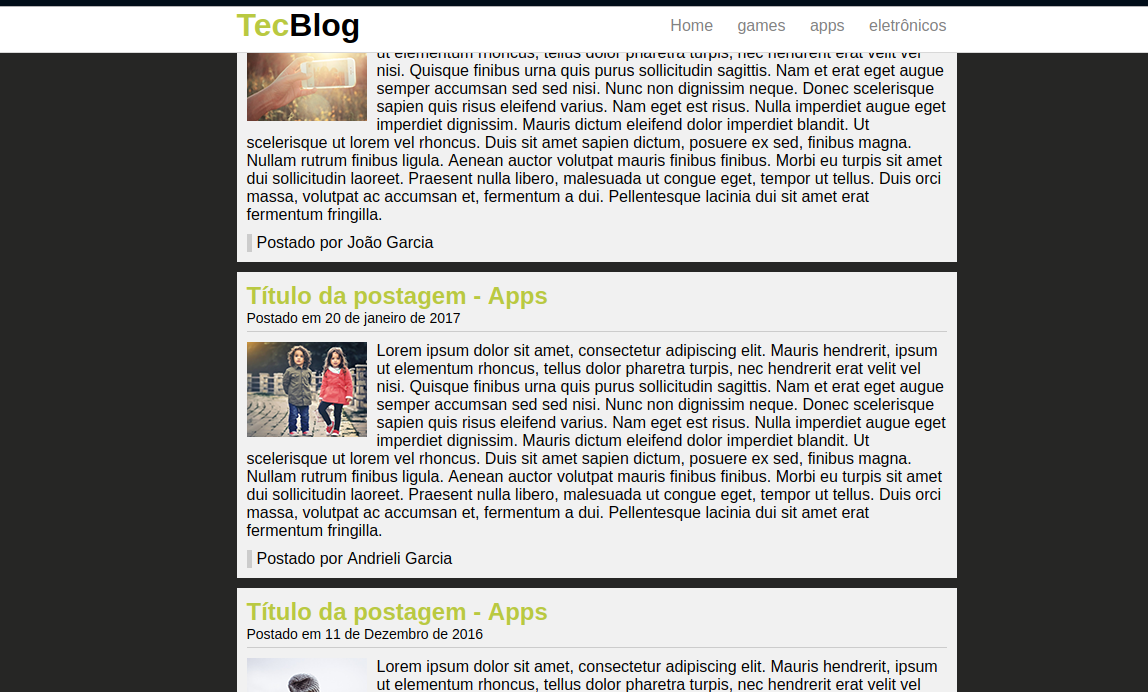 TecBlog
Home games apps eletrônicos
ut elementum rhoncus, tellus dolor pharetra turpis, nec hendrerit erat velit vel
nisi. Quisque finibus urna quis purus sollicitudin sagittis. Nam et erat eget augue
semper accumsan sed sed nisi. Nunc non dignissim neque. Donec scelerisque
sapien quis risus eleifend varius. Nam eget est risus. Nulla imperdiet augue eget
imperdiet dignissim. Mauris dictum eleifend dolor imperdiet blandit. Ut
scelerisque ut lorem vel rhoncus. Duis sit amet sapien dictum, posuere ex sed, finibus magna.
Nullam rutrum finibus ligula. Aenean auctor volutpat mauris finibus finibus. Morbi eu turpis sit amet
dui sollicitudin laoreet. Praesent nulla libero, malesuada ut congue eget, tempor ut tellus. Duis orci
massa, volutpat ac accumsan et, fermentum a dui. Pellentesque lacinia dui sit amet erat
fermentum fringilla.
Postado por João Garcia
Título da postagem - Apps
Postado em 20 de janeiro de 2017
Lorem ipsum dolor sit amet, consectetur adipiscing elit. Mauris hendrerit, ipsum
ut elementum rhoncus, tellus dolor pharetra turpis, nec hendrerit erat velit vel
nisi. Quisque finibus urna quis purus sollicitudin sagittis. Nam et erat eget augue
semper accumsan sed sed nisi. Nunc non dignissim neque. Donec scelerisque
sapien quis risus eleifend varius. Nam eget est risus. Nulla imperdiet augue eget
imperdiet dignissim. Mauris dictum eleifend dolor imperdiet blandit. Ut
scelerisque ut lorem vel rhoncus. Duis sit amet sapien dictum, posuere ex sed, finibus magna.
Nullam rutrum finibus ligula. Aenean auctor volutpat mauris finibus finibus. Morbi eu turpis sit amet
dui sollicitudin laoreet. Praesent nulla libero, malesuada ut congue eget, tempor ut tellus. Duis orci
massa, volutpat ac accumsan et, fermentum a dui. Pellentesque lacinia dui sit amet erat
fermentum fringilla.
Postado por Andrieli Garcia
Título da postagem - Apps
Postado em 11 de Dezembro de 2016
Lorem ipsum dolor sit amet, consectetur adipiscing elit. Mauris hendrerit, ipsum
ut elementum rhoncus, tellus dolor pharetra turpis, nec hendrerit erat velit vel